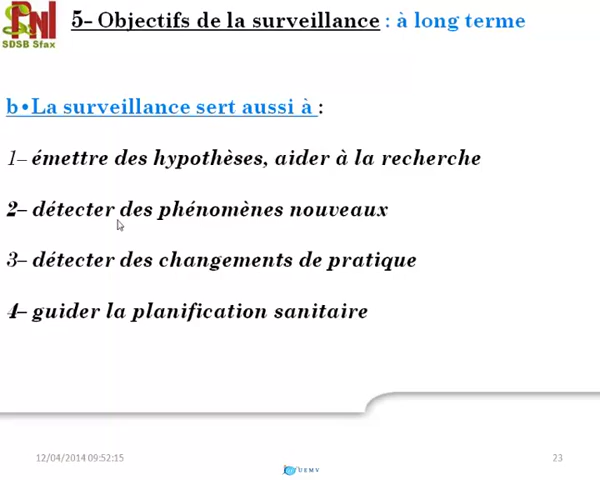 PNI
SDSB Sfax
5- Objectifs de la surveillance : à long terme
b•La surveillance sert aussi à :
1– émettre des hypothèses, aider à la recherche
2– détecter des phénomènes nouveaux
3– détecter des changements de pratique
4– guider la planification sanitaire
12/04/2014 09:52:15
23
UEMV